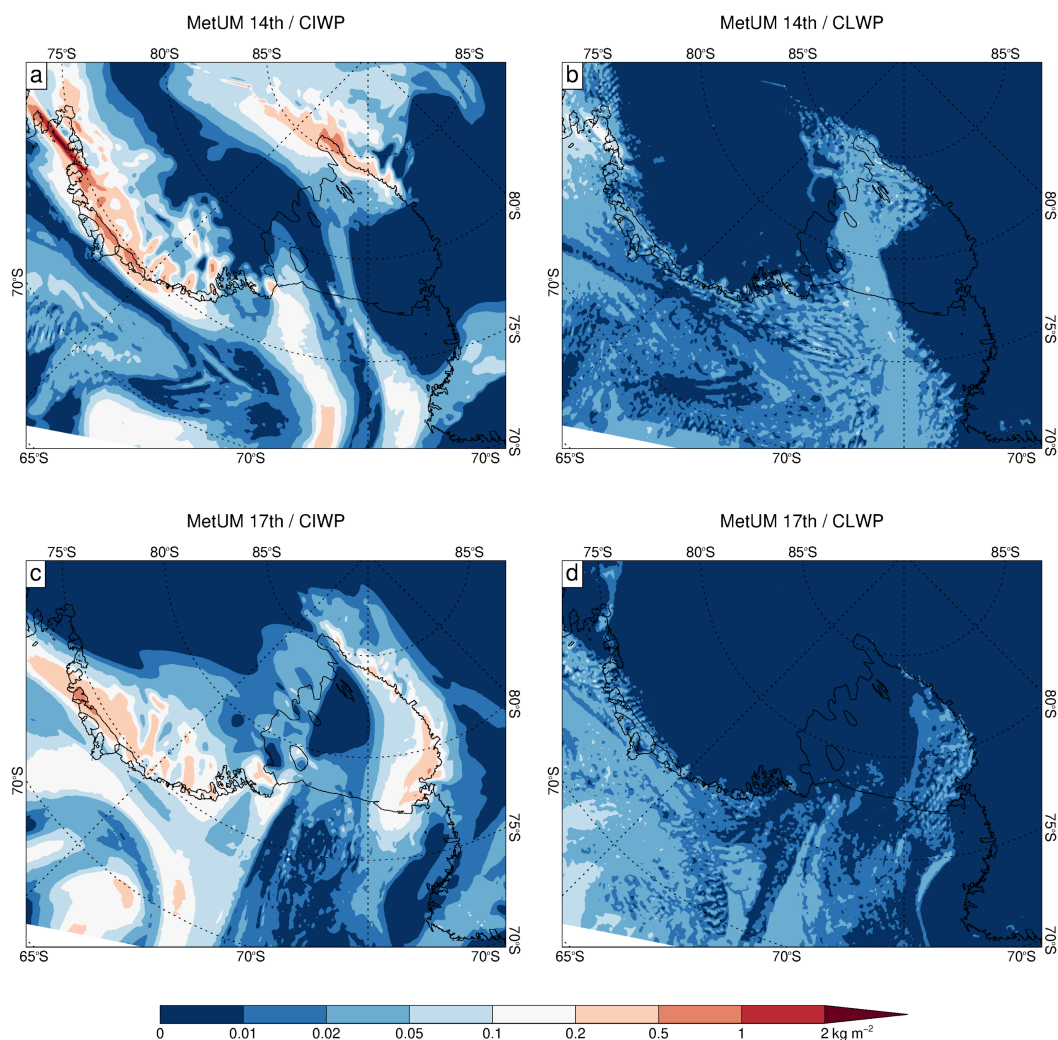 MetUM 14th / CIWP
MetUM 14th / CLWP
75°S 80°S 85°S 85°S
75°S 80°S 85°S 85°S
a
b
80°S
80°S
70°S
70°S
75°S
75°S
70°S
70°S
65°S 70°S 70°S
65°S 70°S 70°S
MetUM 17th / CIWP
MetUM 17th / CLWP
75°S 80°S 85°S 85°S
75°S 80°S 85°S 85°S
c
d
80°S
80°S
70°S
70°S
75°S
75°S
70°S
70°S
65°S 70°S 70°S
65°S 70°S 70°S
0 0.01 0.02 0.05 0.1 0.2 0.5 1 2 kg m⁻²